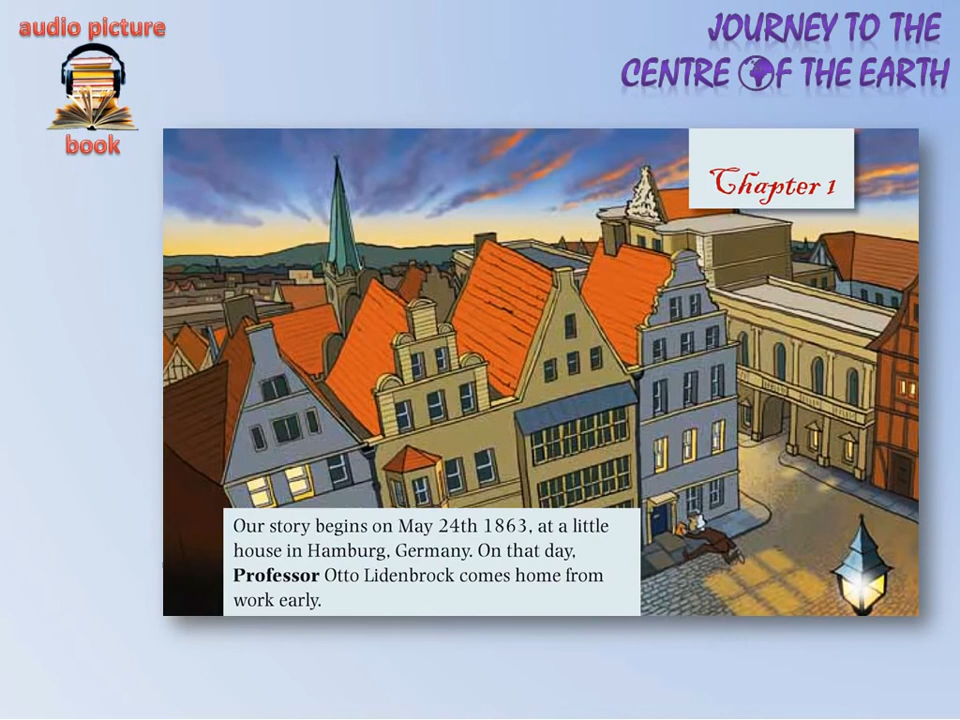 audio picture
book
JOURNEY TO THE
CENTRE OF THE EARTH
Chapter 1
Our story begins on May 24th 1863, at a little
house in Hamburg, Germany. On that day,
Professor Otto Lidenbrock comes home from
work early.